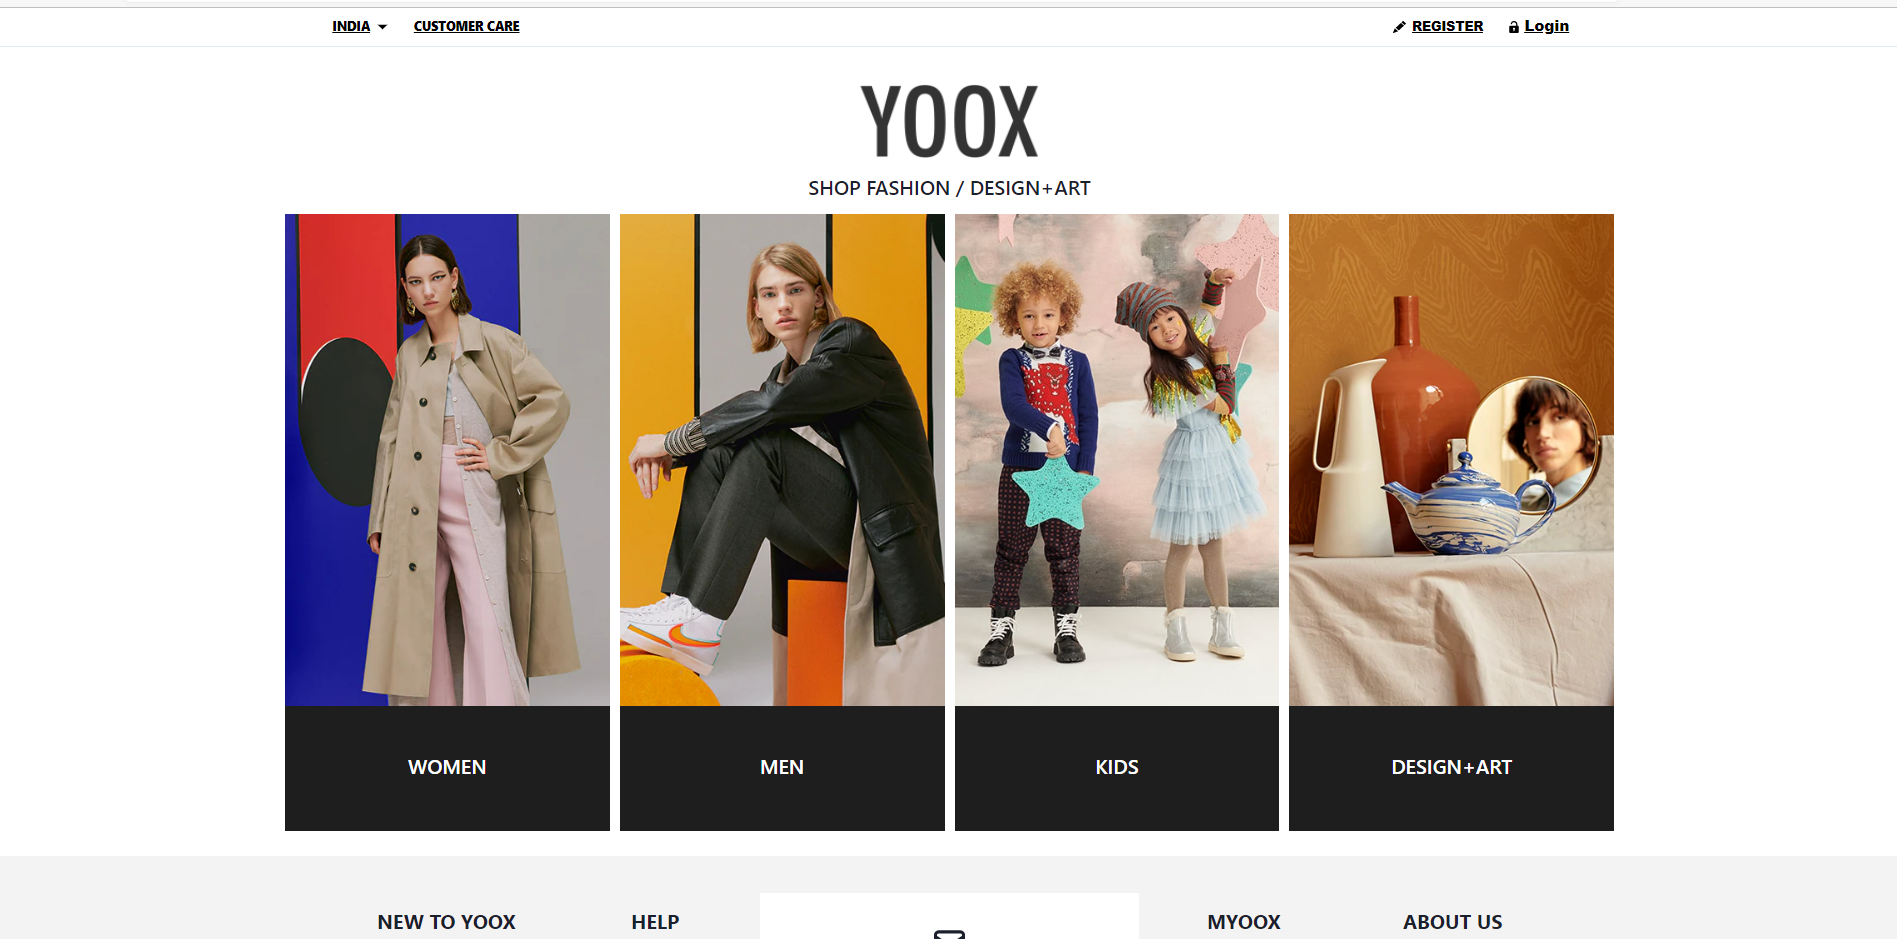 INDIA CUSTOMER CARE REGISTER Login
YOOX
SHOP FASHION / DESIGN+ART
WOMEN MEN KIDS DESIGN+ART
NEW TO YOOX HELP MYOOX ABOUT US